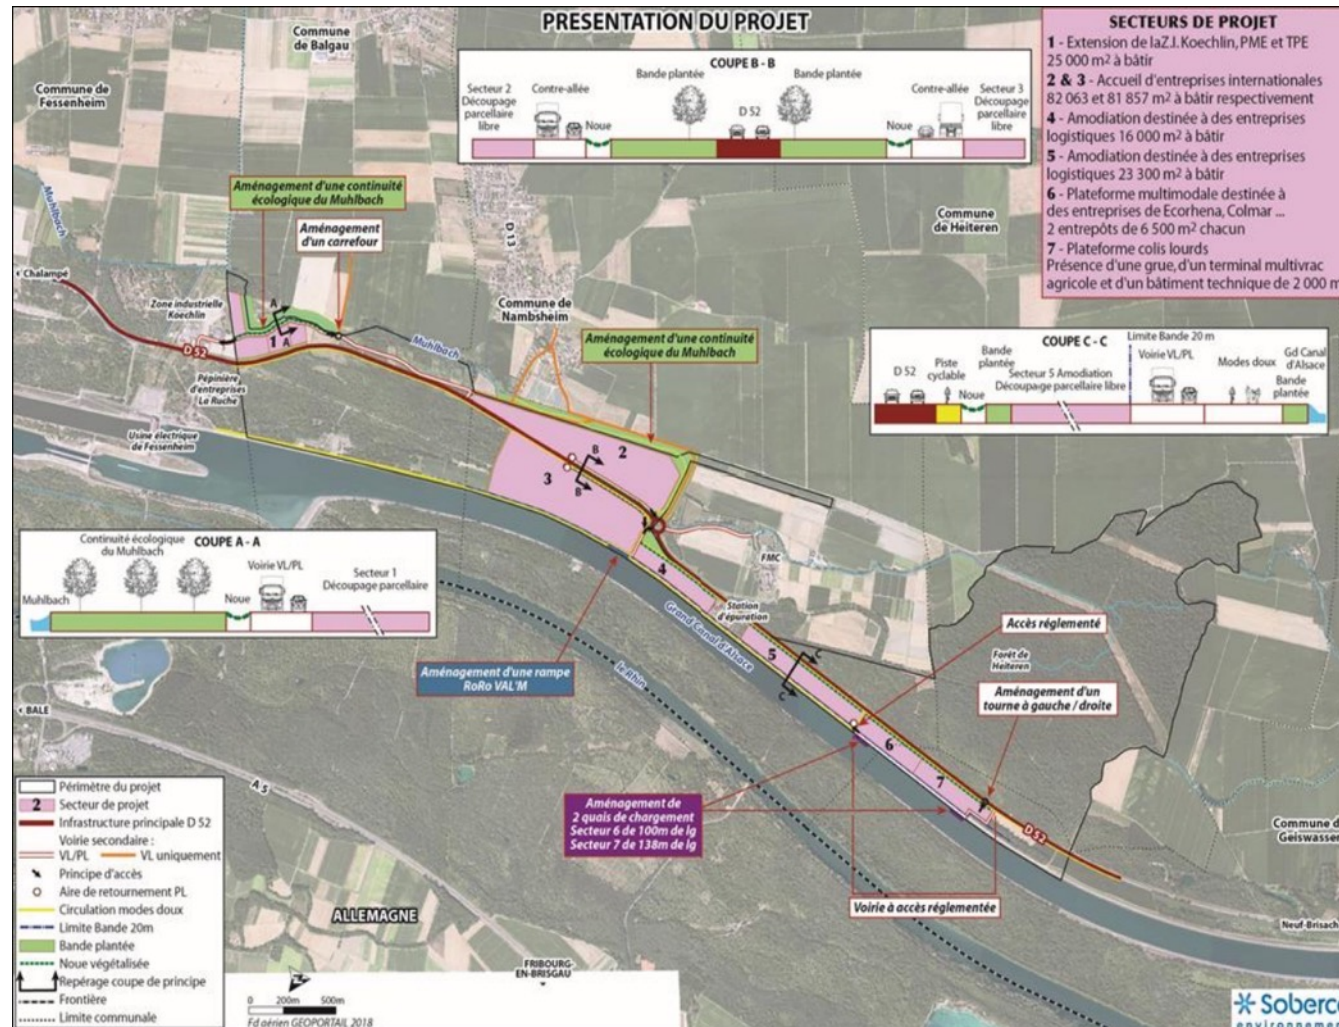 PRESENTATION DU PROJET
SECTEURS DE PROJET
1 - Extension de laZ.I. Koechlin, PME et TPE
25 000 m² à bâtir
2 & 3 - Accueil d'entreprises internationales
82 063 et 81 857 m² à bâtir respectivement
4 - Amodiation destinée à des entreprises
logistiques 16 000 m² à bâtir
5 - Amodiation destinée à des entreprises
logistiques 23 300 m² à bâtir
6 - Plateforme multimodale destinée à
des entreprises de Ecorhena, Colmar ...
2 entrepôts de 6 500 m² chacun
7 - Plateforme colis lourds
Présence d'une grue, d'un terminal multivrac
agricole et d'un bâtiment technique de 2 000 m
Commune
de Balgau
Commune de
Fessenheim
COUPE B - B
Secteur 2
Découpage
parcellaire
libre
Contre-allée
Noue
Bande plantée
D 52
Bande plantée
Noue
Contre-allée
Secteur 3
Découpage
parcellaire
libre
Muhlbach
Aménagement d'une continuité
écologique du Muhlbach
Aménagement
d'un carrefour
D 13
Commune
de Heiteren
Chalampé
Zone industrielle
Koechlin
A
A
1
D 52
Muhlbach
Commune de
Nambsheim
Aménagement d'une continuité
écologique du Muhlbach
Pépinière
d'entreprises
La Ruche
Usine électrique
de Fessenheim
COUPE C - C
D 52
Piste
cyclable
Noue
Bande
plantée
Secteur 5 Amodiation
Découpage parcellaire libre
Limite Bande 20 m
Voirie VL/PL
Modes doux
Bande
plantée
Gd Canal
d'Alsace
2
3
B
B
COUPE A - A
Muhlbach
Continuité écologique
du Muhlbach
Noue
Voirie VL/PL
Secteur 1
Découpage parcellaire
4
FMC
Station
d'épuration
Grand Canal d'Alsace
le Rhin
5
C
C
Accès réglementé
Forêt de
Heiteren
Aménagement d'une rampe
RoRo VAL'M
Aménagement d'un
tourne à gauche / droite
BALE
A 5
6
7
D 52
Aménagement de
2 quais de chargement
Secteur 6 de 100m de lg
Secteur 7 de 138m de lg
Voirie à accès réglementée
Commune d
Geiswasser
Neuf-Brisach
ALLEMAGNE
FRIBOURG-
EN-BRISGAU
Périmètre du projet
2 Secteur de projet
Infrastructure principale D 52
Voirie secondaire :
VL/PL VL uniquement
Principe d'accès
Aire de retournement PL
Circulation modes doux
Limite Bande 20m
Bande plantée
Noue végétalisée
Repérage coupe de principe
Frontière
Limite communale
N
0 200m 500m
Fd aérien GEOPORTAIL 2018
Soberco
environnement